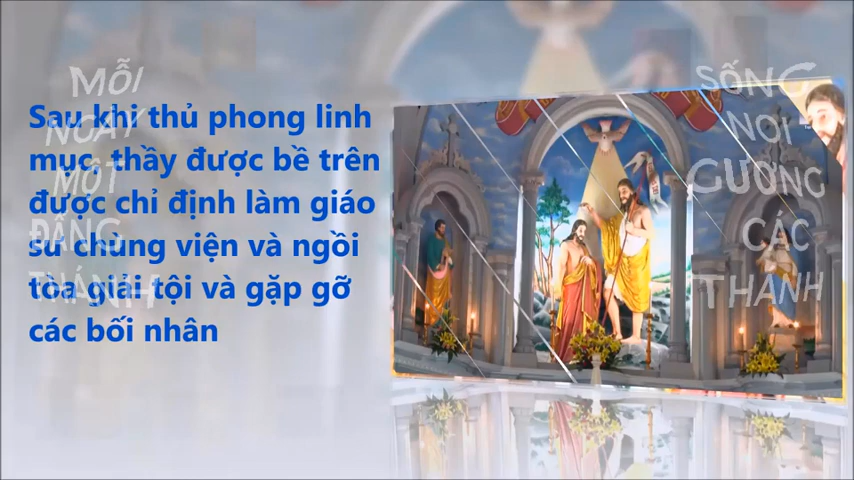 Sau khi thủ phong linh
mục, thầy được bề trên
được chỉ định làm giáo
sư chủng viện và ngồi
tòa giải tội và gặp gỡ
các bối nhân
MỖI
NGÀY
MỘT
ĐẤNG
THÁNH
SỐNG
NOI
GƯƠNG
CÁC
THÁNH